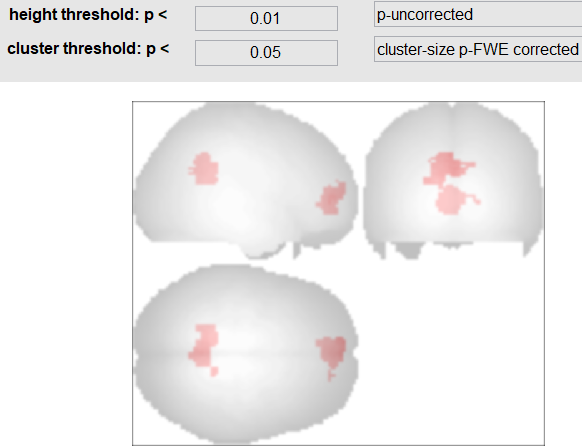 height threshold: p < 0.01 p-uncorrected
cluster threshold: p < 0.05 cluster-size p-FWE corrected